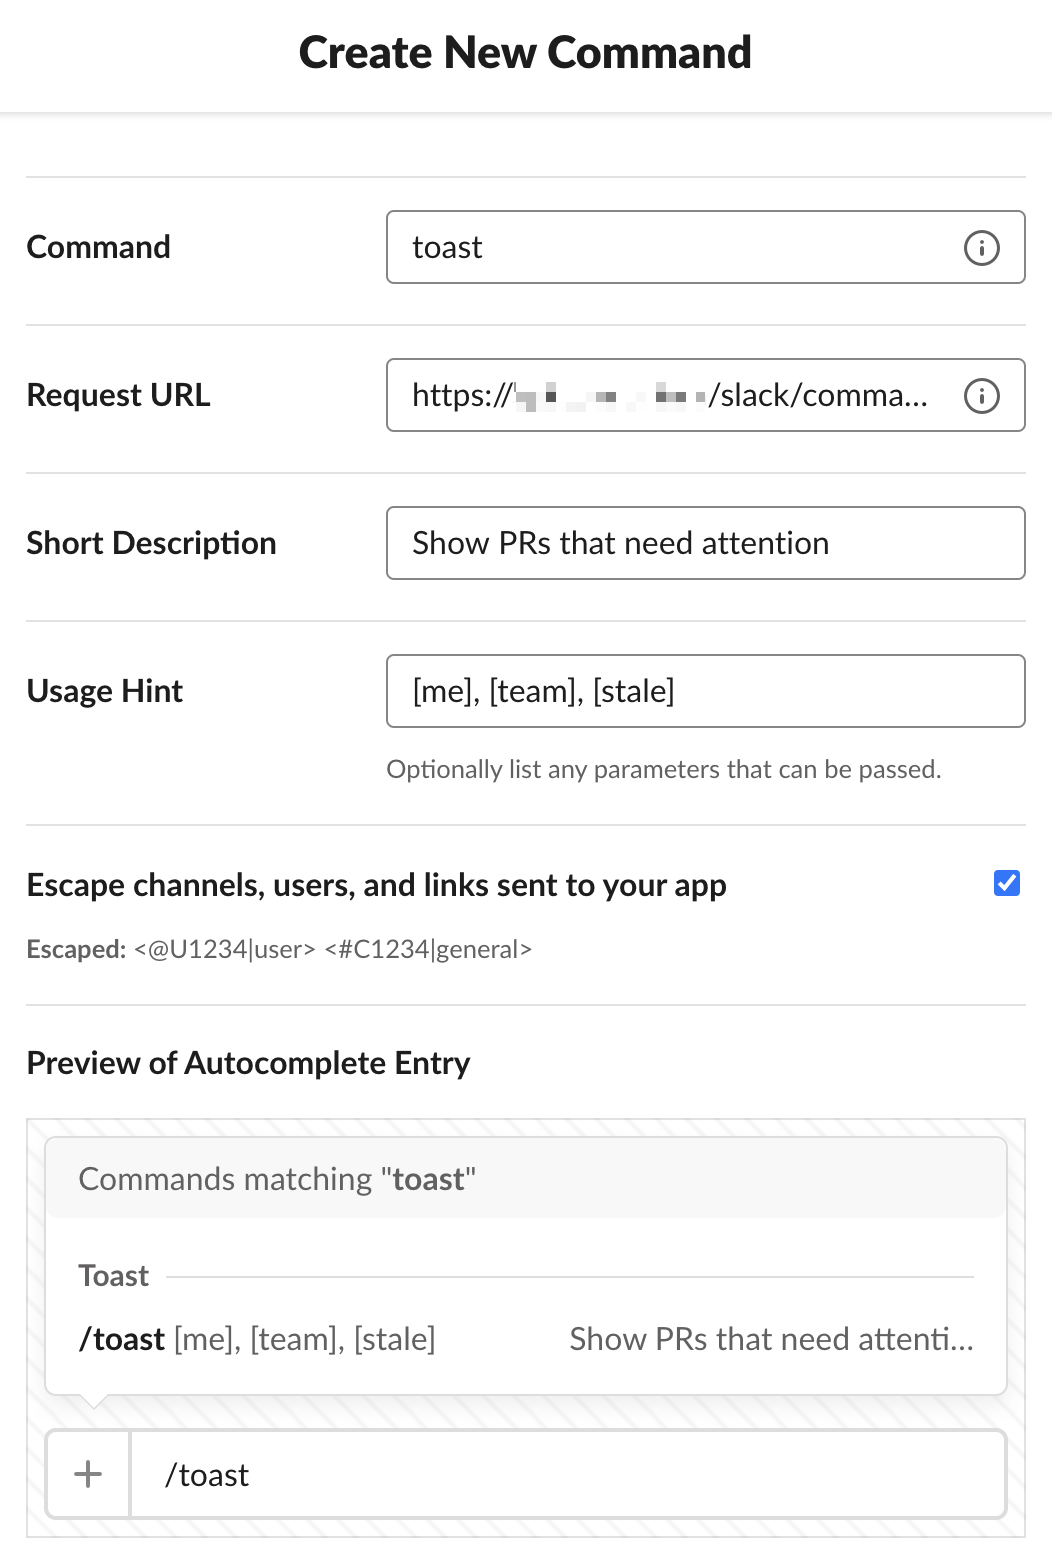 Create New Command
Command
toast
Request URL
https:// /slack/comma...
Short Description
Show PRs that need attention
Usage Hint
[me], [team], [stale]
Optionally list any parameters that can be passed.
Escape channels, users, and links sent to your app
Escaped: <@U1234|user> <#C1234|general>
Preview of Autocomplete Entry
Commands matching "toast"
Toast
/toast [me], [team], [stale] Show PRs that need attenti...
/toast